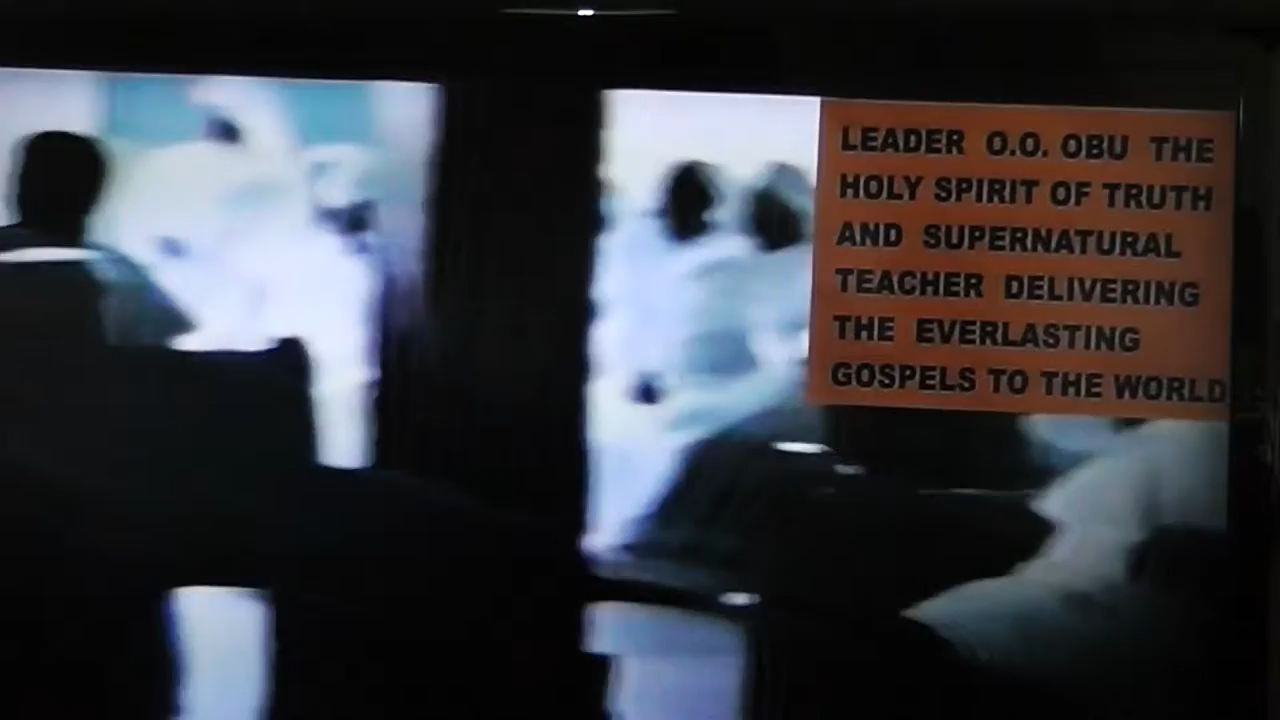 LEADER O.O. OBU THE
HOLY SPIRIT OF TRUTH
AND SUPERNATURAL
TEACHER DELIVERING
THE EVERLASTING
GOSPELS TO THE WORLD